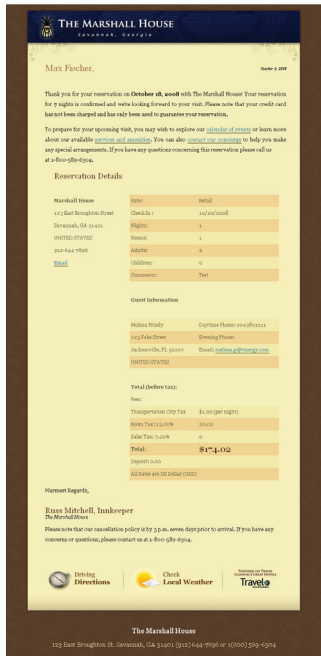 THE MARSHALL HOUSE
Savannah, Georgia
Max Fischer,
October 9, 2008
Thank you for your reservation on October 18, 2008 with The Marshall House! Your reservation
for 7 nights is confirmed and we're looking forward to your visit. Please note that your credit card
has not been charged and has only been used to guarantee your reservation.
To prepare for your upcoming visit, you may wish to explore our calendar of events or learn more
about our available services and amenities. You can also contact our concierge to help you make
any special arrangements. If you have any questions concerning this reservation please call us
at 1-800-589-6304.
Reservation Details
Marshall House
123 East Broughton Street
Savannah, GA 31401
UNITED STATES
912-644-7896
Email
Rate: Retail
Check In : 10/20/2008
Nights: 1
Rooms: 1
Adults: 2
Children: 0
Comments: Test
Guest Information
Melissa Fitzely Daytime Phone: 9043891111
123 Fake Street Evening Phone:
Jacksonville, FL 32207 Email: melissa.p@visergy.com
UNITED STATES
Total (before tax):
Fees:
Transportation City Tax $1.00 (per night)
Room Tax: 13.00% 20.02
Sales Tax: 7.00% 0
Total: $174.02
Deposit: 0.00
All Rates are US Dollar (USD)
Warmest Regards,
Russ Mitchell, Innkeeper
The Marshall House
Please note that our cancellation policy is by 3 p.m. seven days prior to arrival. If you have any
concerns or questions, please contact us at 1-800-589-6304.
Driving
Directions
Check
Local Weather
Travel
The Marshall House
123 East Broughton St. Savannah, GA 31401 (912) 644-7896 or 1(800) 589-6304